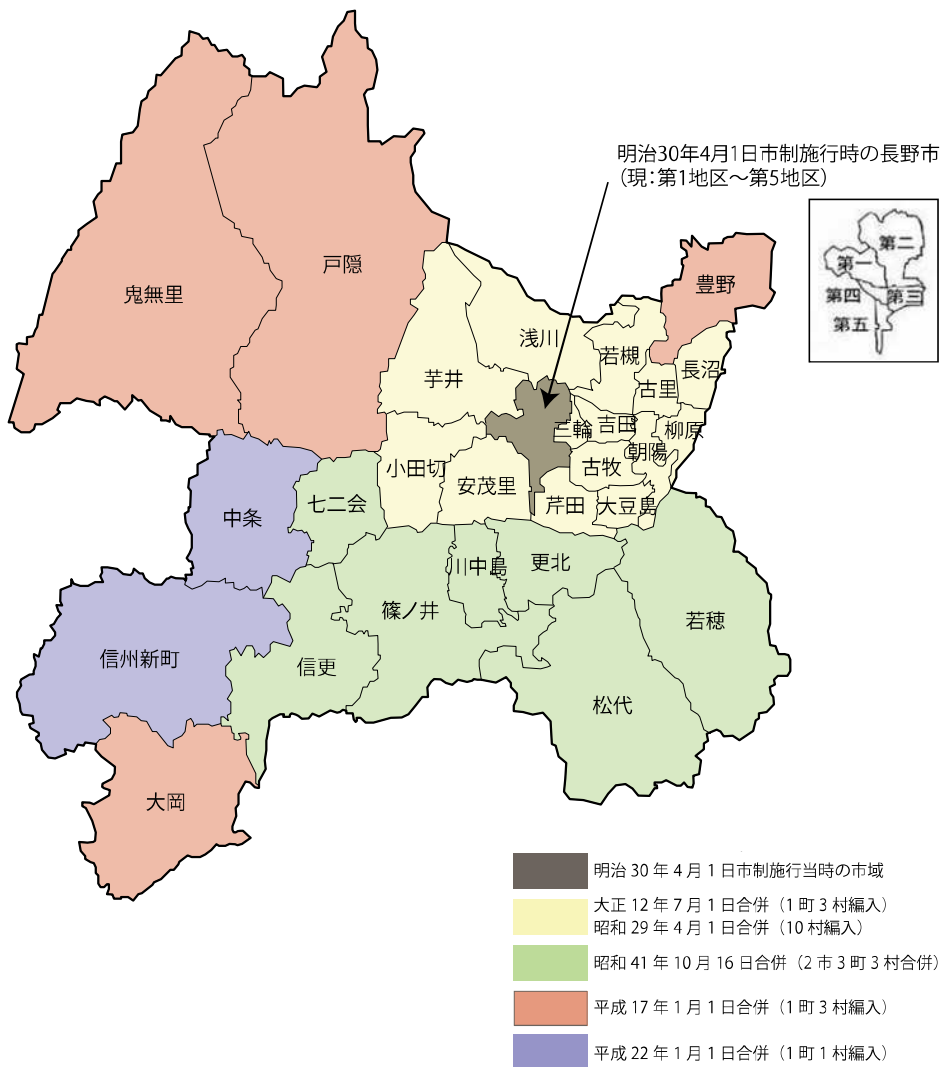 明治30年4月1日市制施行時の長野市
（現：第1地区～第5地区）
第二
第一
第四
第三
第五
戸隠
鬼無里
豊野
浅川
若槻
長沼
芋井
古里
三輪
吉田
柳原
朝陽
小田切
古牧
安茂里
芹田
大豆島
七二会
中条
川中島
更北
篠ノ井
若穂
信州新町
信更
松代
大岡
明治 30 年 4 月 1 日市制施行当時の市域
大正 12 年 7 月 1 日合併（1 町 3 村編入）
昭和 29 年 4 月 1 日合併（10 村編入）
昭和 41 年 10 月 16 日合併（2 市 3 町 3 村合併）
平成 17 年 1 月 1 日合併（1 町 3 村編入）
平成 22 年 1 月 1 日合併（1 町 1 村編入）